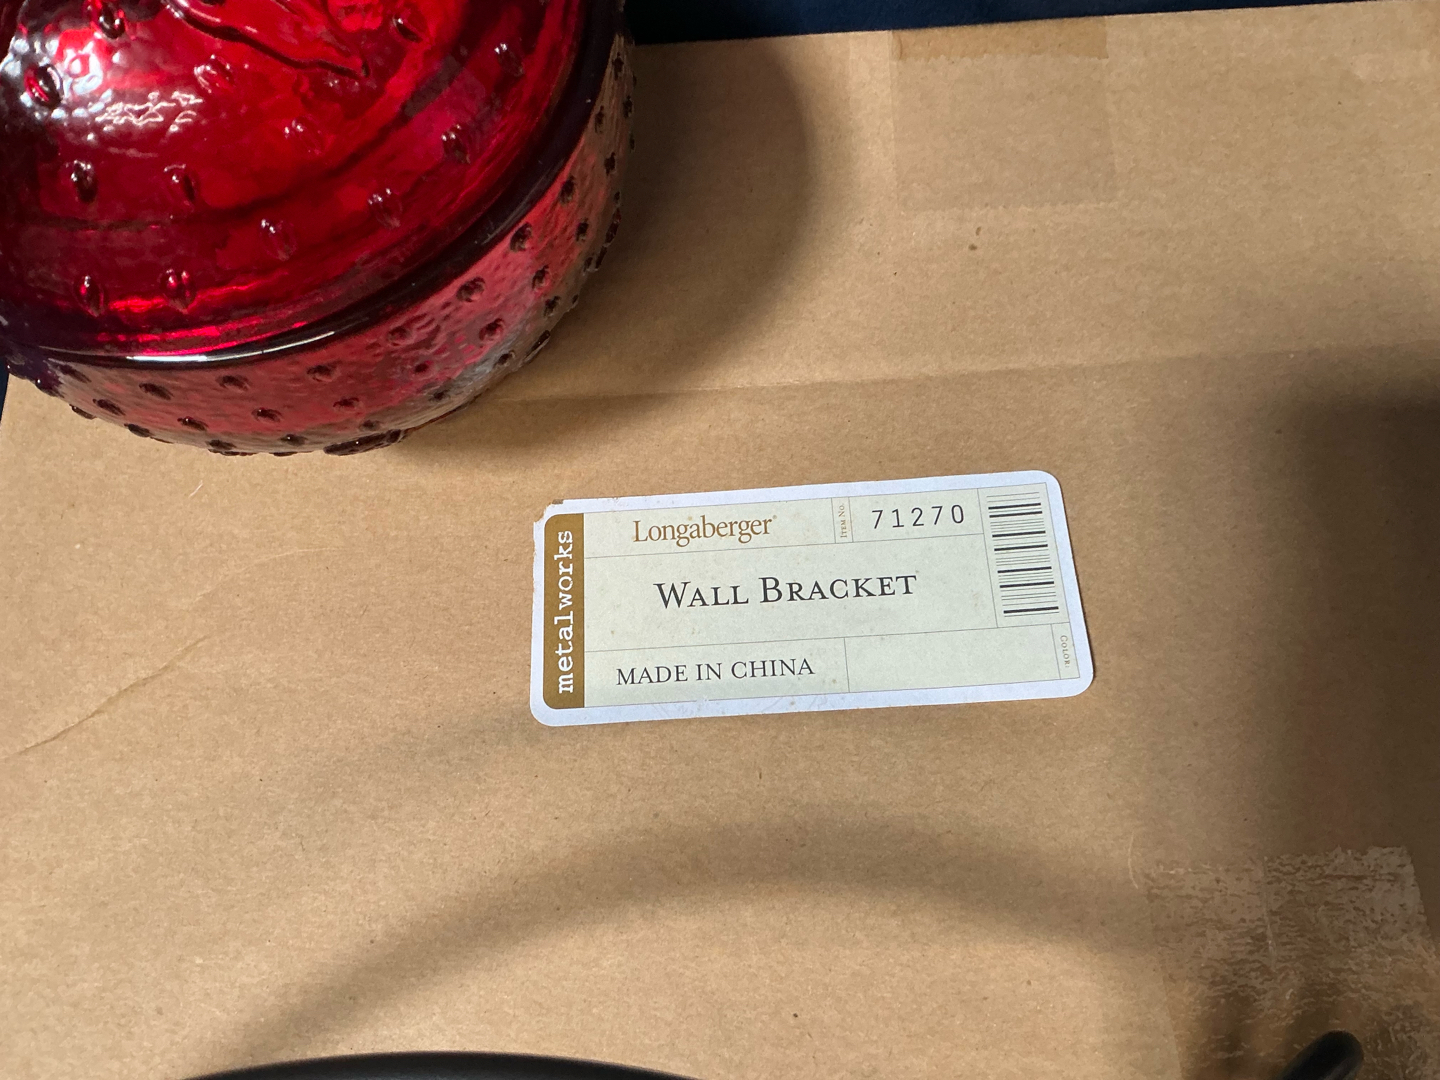 metalworks
Longaberger
ITEM NO.
71270
WALL BRACKET
MADE IN CHINA
COLOR: